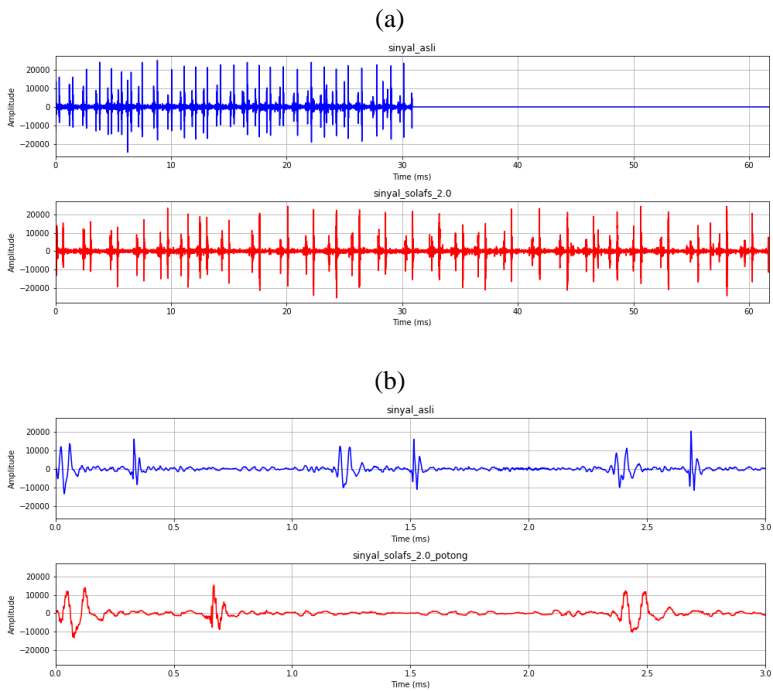 (a)
sinyal_asli
20000
10000
0
−10000
−20000
Amplitude
0 10 20 30 40 50 60
Time (ms)
sinyal_solafs_2.0
20000
10000
0
−10000
−20000
Amplitude
0 10 20 30 40 50 60
Time (ms)
(b)
sinyal_asli
20000
10000
0
−10000
−20000
Amplitude
0.0 0.5 1.0 1.5 2.0 2.5 3.0
Time (ms)
sinyal_solafs_2.0_potong
20000
10000
0
−10000
−20000
Amplitude
0.0 0.5 1.0 1.5 2.0 2.5 3.0
Time (ms)